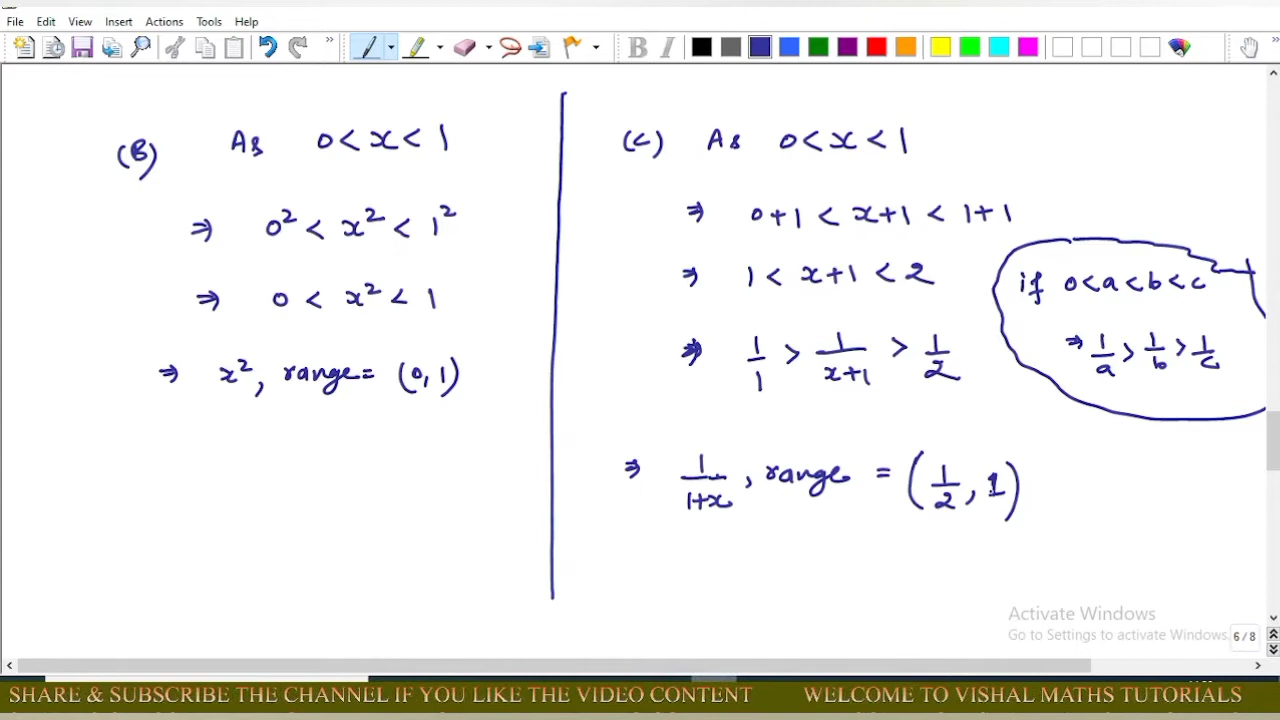 File Edit View Insert Actions Tools Help
B I
(B) As 0 < x < 1
⇒ 0² < x² < 1²
⇒ 0 < x² < 1
⇒ x², range = (0, 1)
(C) As 0 < x < 1
⇒ 0+1 < x+1 < 1+1
⇒ 1 < x+1 < 2
⇒ 1/1 > 1/(x+1) > 1/2
if 0 < a < b < c
⇒ 1/a > 1/b > 1/c
⇒ 1/(1+x), range = (1/2, 1)
Activate Windows
Go to Settings to activate Windows.
6 / 8
SHARE & SUBSCRIBE THE CHANNEL IF YOU LIKE THE VIDEO CONTENT WELCOME TO VISHAL MATHS TUTORIALS